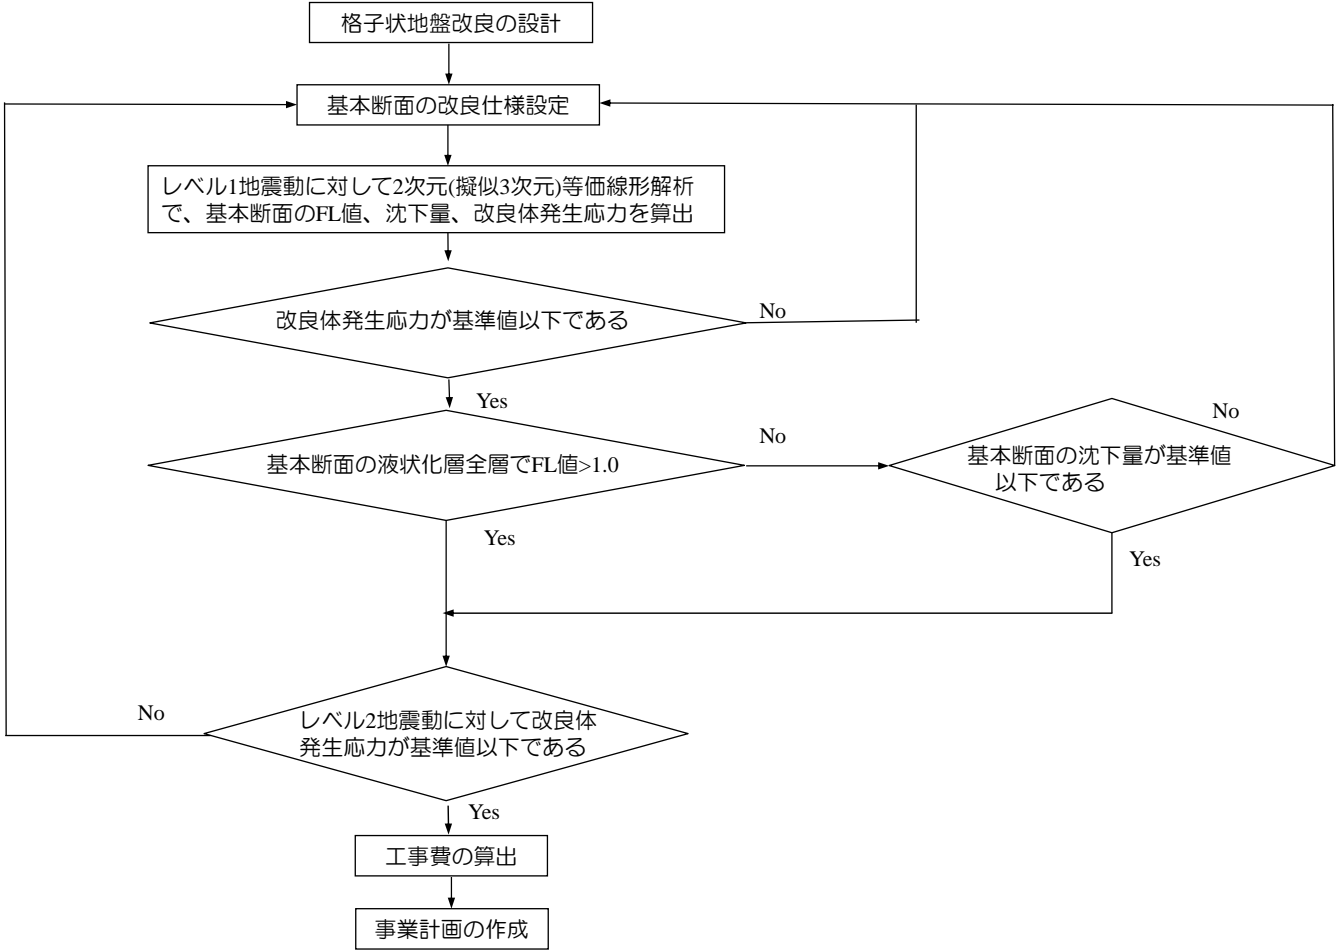 格子状地盤改良の設計
基本断面の改良仕様設定
レベル1地震動に対して2次元(擬似3次元)等価線形解析
で、基本断面のFL値、沈下量、改良体発生応力を算出
改良体発生応力が基準値以下である
No
Yes
基本断面の液状化層全層でFL値>1.0
No
基本断面の沈下量が基準値
以下である
No
Yes
Yes
レベル2地震動に対して改良体
発生応力が基準値以下である
No
Yes
工事費の算出
事業計画の作成